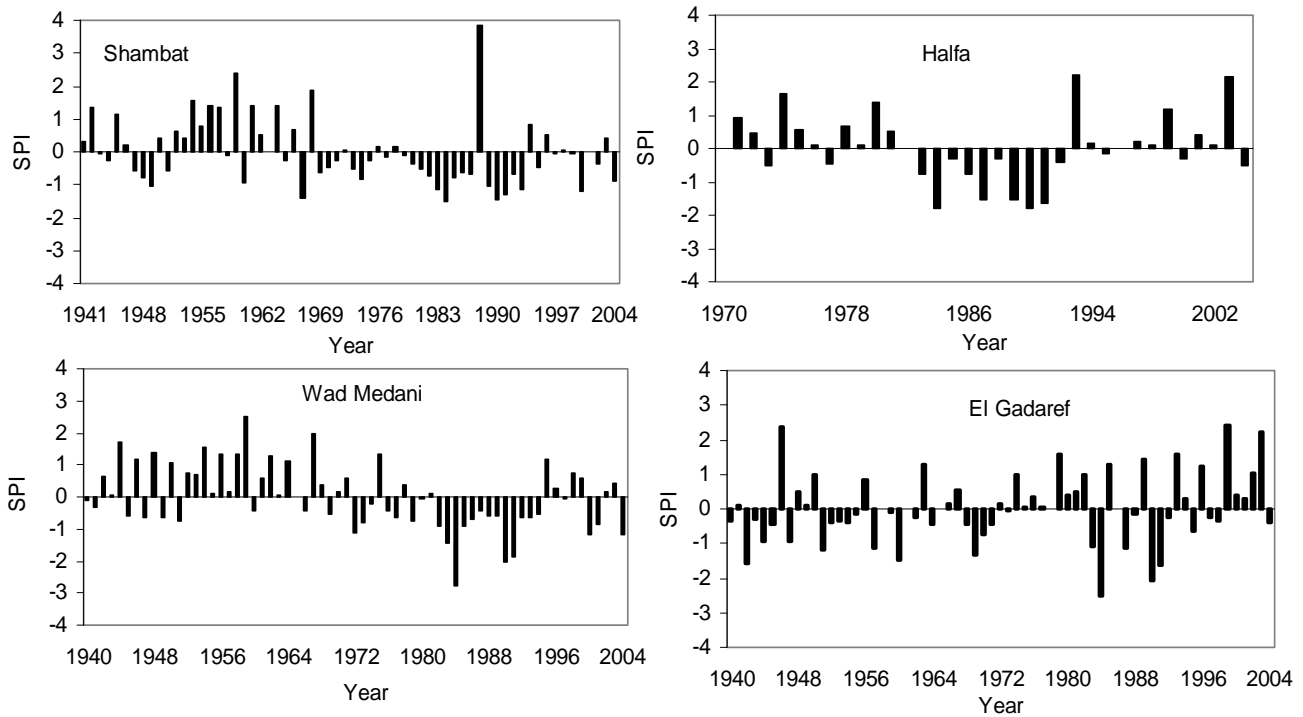 Shambat
SPI
4
3
2
1
0
-1
-2
-3
-4
1941 1948 1955 1962 1969 1976 1983 1990 1997 2004
Year
Halfa
SPI
4
3
2
1
0
-1
-2
-3
-4
1970 1978 1986 1994 2002
Year
Wad Medani
SPI
4
3
2
1
0
-1
-2
-3
-4
1940 1948 1956 1964 1972 1980 1988 1996 2004
Year
El Gadaref
SPI
4
3
2
1
0
-1
-2
-3
-4
1940 1948 1956 1964 1972 1980 1988 1996 2004
Year